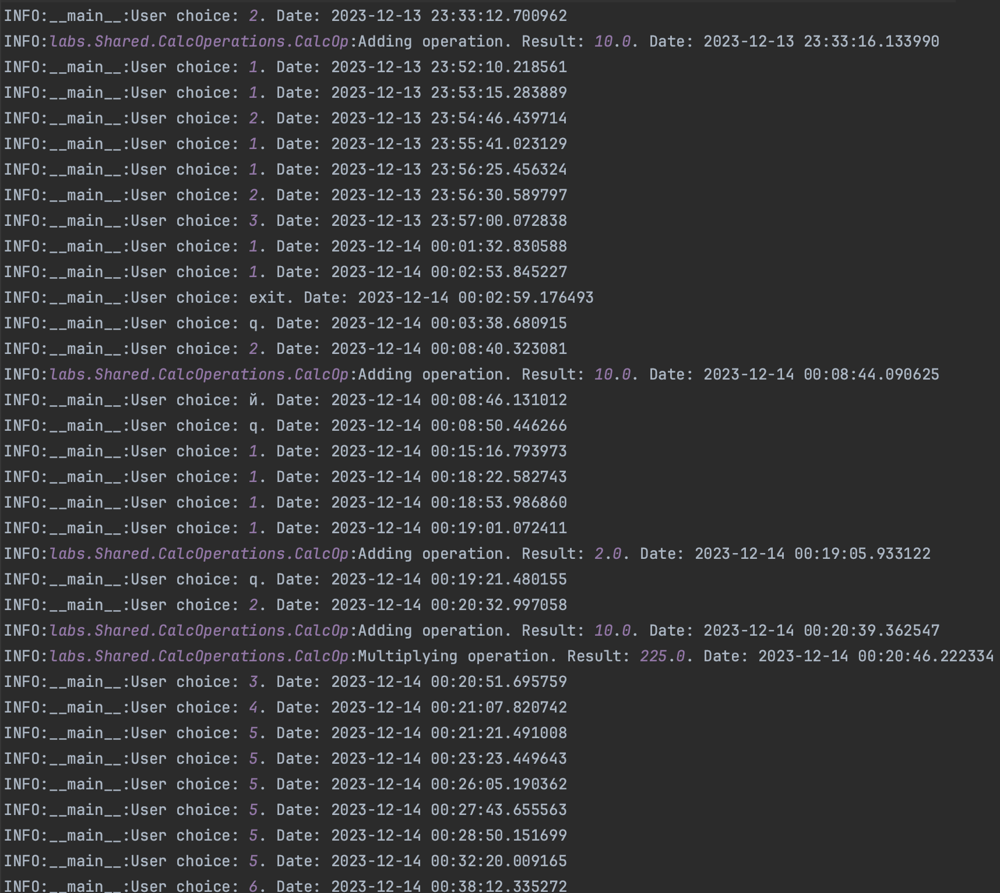 INFO:__main__:User choice: 2. Date: 2023-12-13 23:33:12.700962
INFO:labs.Shared.CalcOperations.CalcOp:Adding operation. Result: 10.0. Date: 2023-12-13 23:33:16.133990
INFO:__main__:User choice: 1. Date: 2023-12-13 23:52:10.218561
INFO:__main__:User choice: 1. Date: 2023-12-13 23:53:15.283889
INFO:__main__:User choice: 2. Date: 2023-12-13 23:54:46.439714
INFO:__main__:User choice: 1. Date: 2023-12-13 23:55:41.023129
INFO:__main__:User choice: 1. Date: 2023-12-13 23:56:25.456324
INFO:__main__:User choice: 2. Date: 2023-12-13 23:56:30.589797
INFO:__main__:User choice: 3. Date: 2023-12-13 23:57:00.072838
INFO:__main__:User choice: 1. Date: 2023-12-14 00:01:32.830588
INFO:__main__:User choice: 1. Date: 2023-12-14 00:02:53.845227
INFO:__main__:User choice: exit. Date: 2023-12-14 00:02:59.176493
INFO:__main__:User choice: q. Date: 2023-12-14 00:03:38.680915
INFO:__main__:User choice: 2. Date: 2023-12-14 00:08:40.323081
INFO:labs.Shared.CalcOperations.CalcOp:Adding operation. Result: 10.0. Date: 2023-12-14 00:08:44.090625
INFO:__main__:User choice: й. Date: 2023-12-14 00:08:46.131012
INFO:__main__:User choice: q. Date: 2023-12-14 00:08:50.446266
INFO:__main__:User choice: 1. Date: 2023-12-14 00:15:16.793973
INFO:__main__:User choice: 1. Date: 2023-12-14 00:18:22.582743
INFO:__main__:User choice: 1. Date: 2023-12-14 00:18:53.986860
INFO:__main__:User choice: 1. Date: 2023-12-14 00:19:01.072411
INFO:labs.Shared.CalcOperations.CalcOp:Adding operation. Result: 2.0. Date: 2023-12-14 00:19:05.933122
INFO:__main__:User choice: q. Date: 2023-12-14 00:19:21.480155
INFO:__main__:User choice: 2. Date: 2023-12-14 00:20:32.997058
INFO:labs.Shared.CalcOperations.CalcOp:Adding operation. Result: 10.0. Date: 2023-12-14 00:20:39.362547
INFO:labs.Shared.CalcOperations.CalcOp:Multiplying operation. Result: 225.0. Date: 2023-12-14 00:20:46.222334
INFO:__main__:User choice: 3. Date: 2023-12-14 00:20:51.695759
INFO:__main__:User choice: 4. Date: 2023-12-14 00:21:07.820742
INFO:__main__:User choice: 5. Date: 2023-12-14 00:21:21.491008
INFO:__main__:User choice: 5. Date: 2023-12-14 00:23:23.449643
INFO:__main__:User choice: 5. Date: 2023-12-14 00:26:05.190362
INFO:__main__:User choice: 5. Date: 2023-12-14 00:27:43.655563
INFO:__main__:User choice: 5. Date: 2023-12-14 00:28:50.151699
INFO:__main__:User choice: 5. Date: 2023-12-14 00:32:20.009165
INFO:__main__:User choice: 6. Date: 2023-12-14 00:38:12.335272